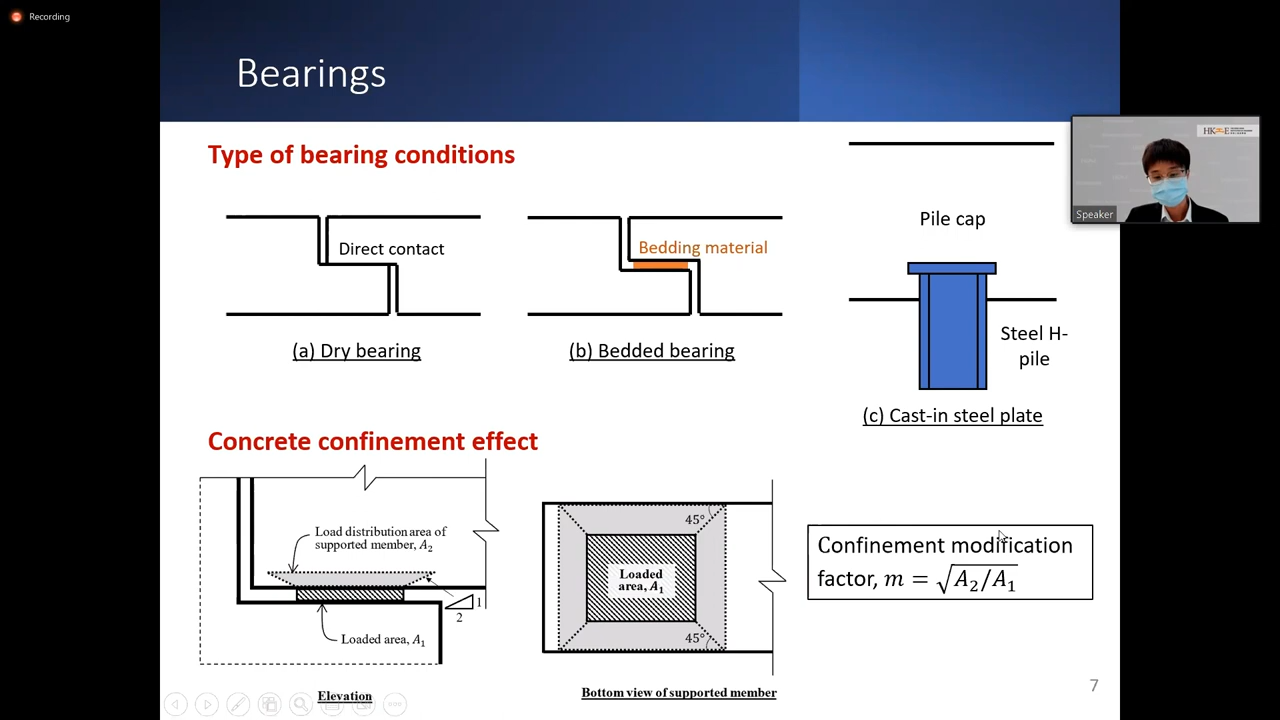 Recording
Bearings
Type of bearing conditions
Direct contact
(a) Dry bearing
Bedding material
(b) Bedded bearing
Pile cap
Steel H-
pile
(c) Cast-in steel plate
HK E
Speaker
Concrete confinement effect
Load distribution area of
supported member, A₂
1
2
Loaded area, A₁
Elevation
45°
Loaded
area, A₁
45°
Bottom view of supported member
Confinement modification
factor, m = √A₂/A₁
7